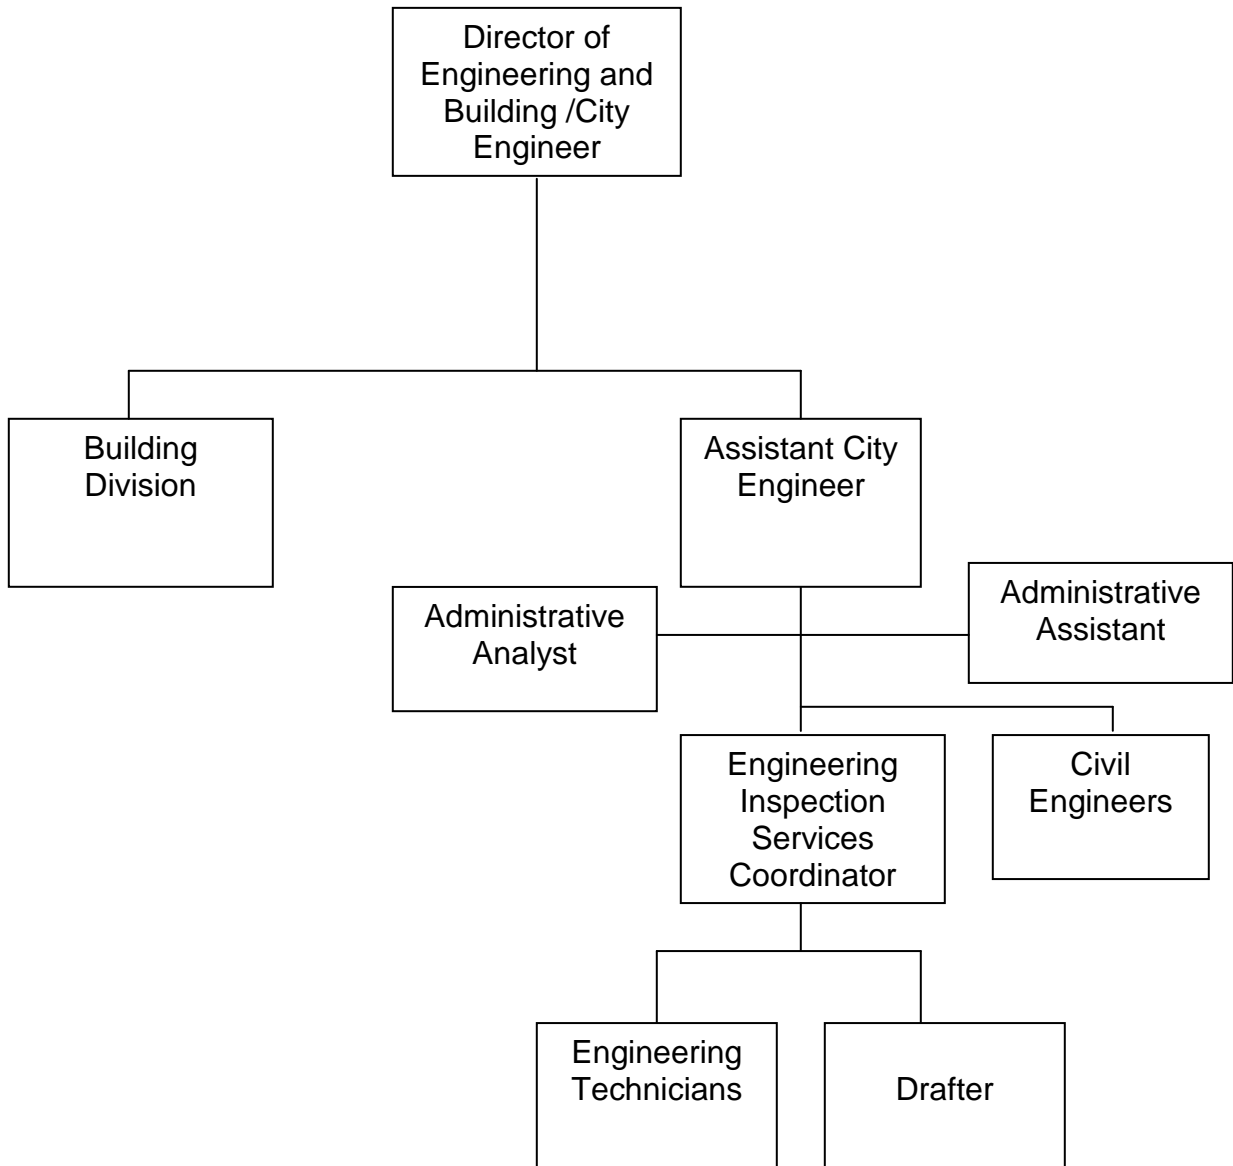 Director of
Engineering and
Building /City
Engineer
Building
Division
Assistant City
Engineer
Administrative
Analyst
Administrative
Assistant
Engineering
Inspection
Services
Coordinator
Civil
Engineers
Engineering
Technicians
Drafter